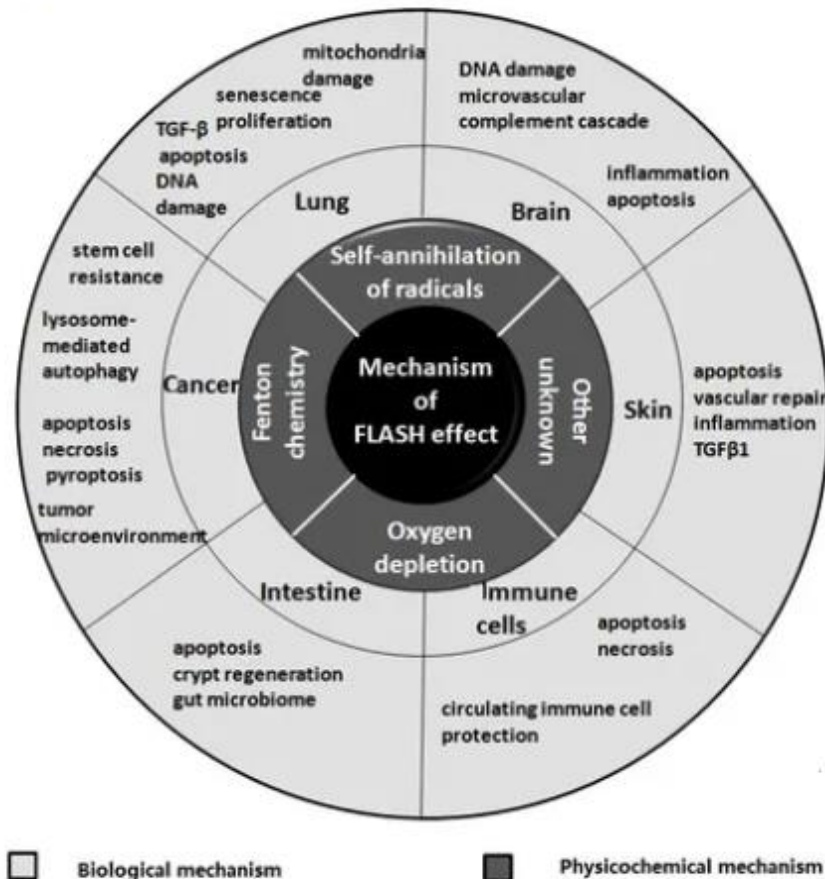 mitochondria
damage
senescence
proliferation
TGF-β
apoptosis
DNA
damage
Lung
DNA damage
microvascular
complement cascade
inflammation
apoptosis
Brain
stem cell
resistance
lysosome-
mediated
autophagy
apoptosis
necrosis
pyroptosis
tumor
microenvironment
Cancer
Self-annihilation
of radicals
Fenton
chemistry
Mechanism
of
FLASH effect
Other
unknown
Oxygen
depletion
Skin
apoptosis
vascular repair
inflammation
TGFβ1
Intestine
apoptosis
crypt regeneration
gut microbiome
Immune
cells
apoptosis
necrosis
circulating immune cell
protection
Biological mechanism
Physicochemical mechanism